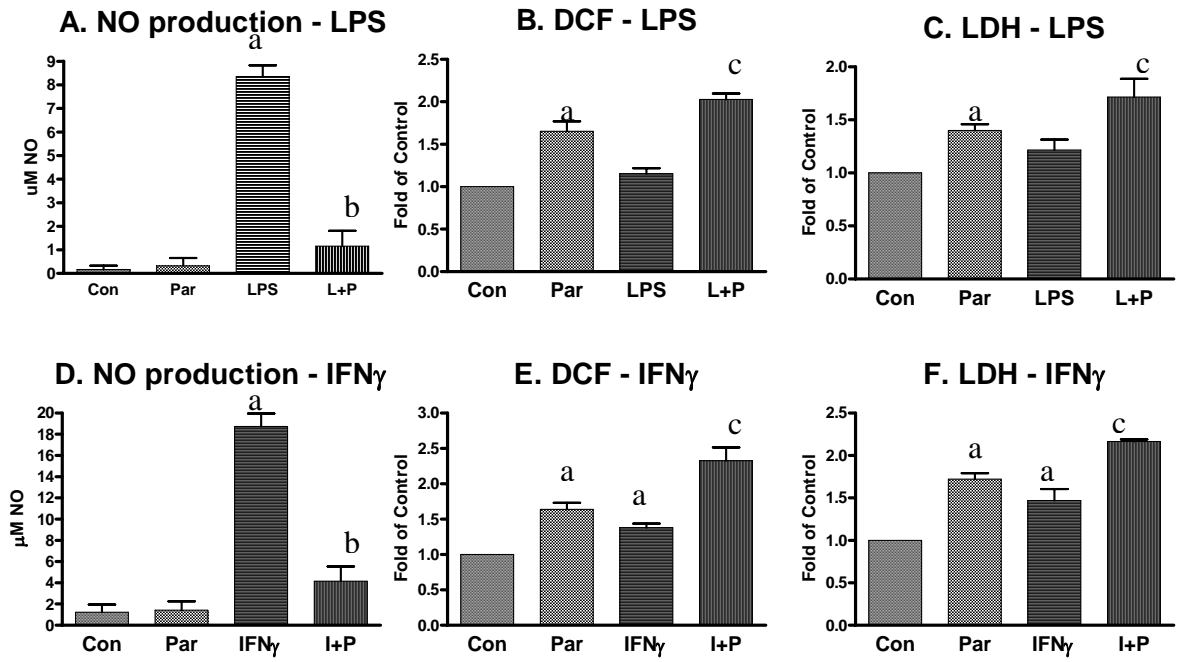 A. NO production - LPS
a
9
8
7
6
5
4
3
2
1
0
uM NO
b
Con Par LPS L+P
B. DCF - LPS
2.5
2.0
1.5
1.0
0.5
0.0
Fold of Control
a
c
Con Par LPS L+P
C. LDH - LPS
2.0
1.5
1.0
0.5
0.0
Fold of Control
a
c
Con Par LPS L+P
D. NO production - IFNγ
a
20
18
16
14
12
10
8
6
4
2
0
μM NO
b
Con Par IFNγ I+P
E. DCF - IFNγ
3.0
2.5
2.0
1.5
1.0
0.5
0.0
Fold of Control
a
a
c
Con Par IFNγ I+P
F. LDH - IFNγ
2.5
2.0
1.5
1.0
0.5
0.0
Fold of Control
a
a
c
Con Par IFNγ I+P